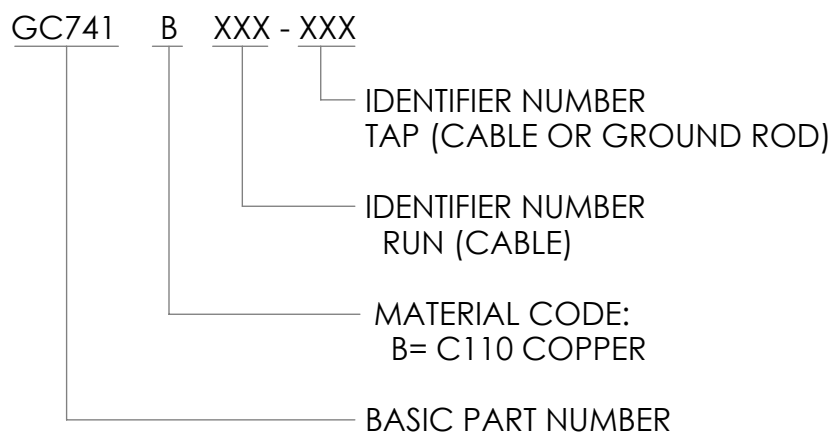 GC741 B XXX - XXX
IDENTIFIER NUMBER
TAP (CABLE OR GROUND ROD)
IDENTIFIER NUMBER
RUN (CABLE)
MATERIAL CODE:
B= C110 COPPER
BASIC PART NUMBER